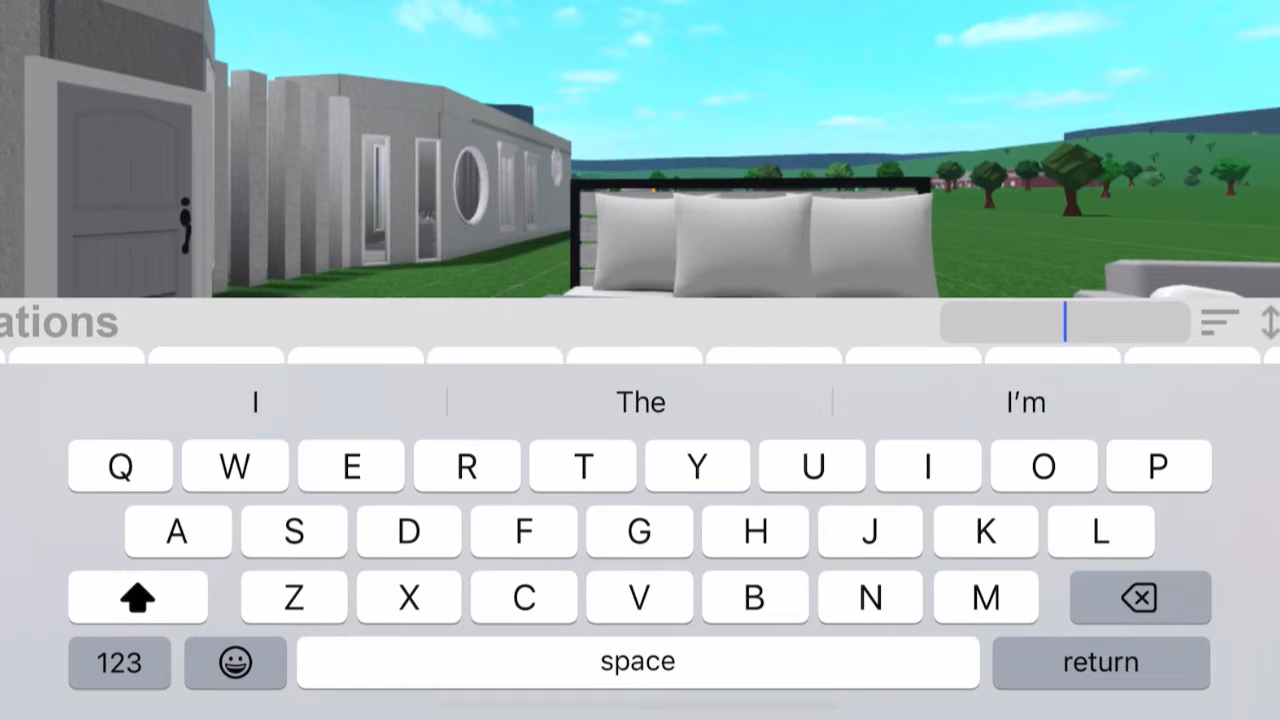 ations
I The I'm
Q W E R T Y U I O P
A S D F G H J K L
Z X C V B N M
123 space return